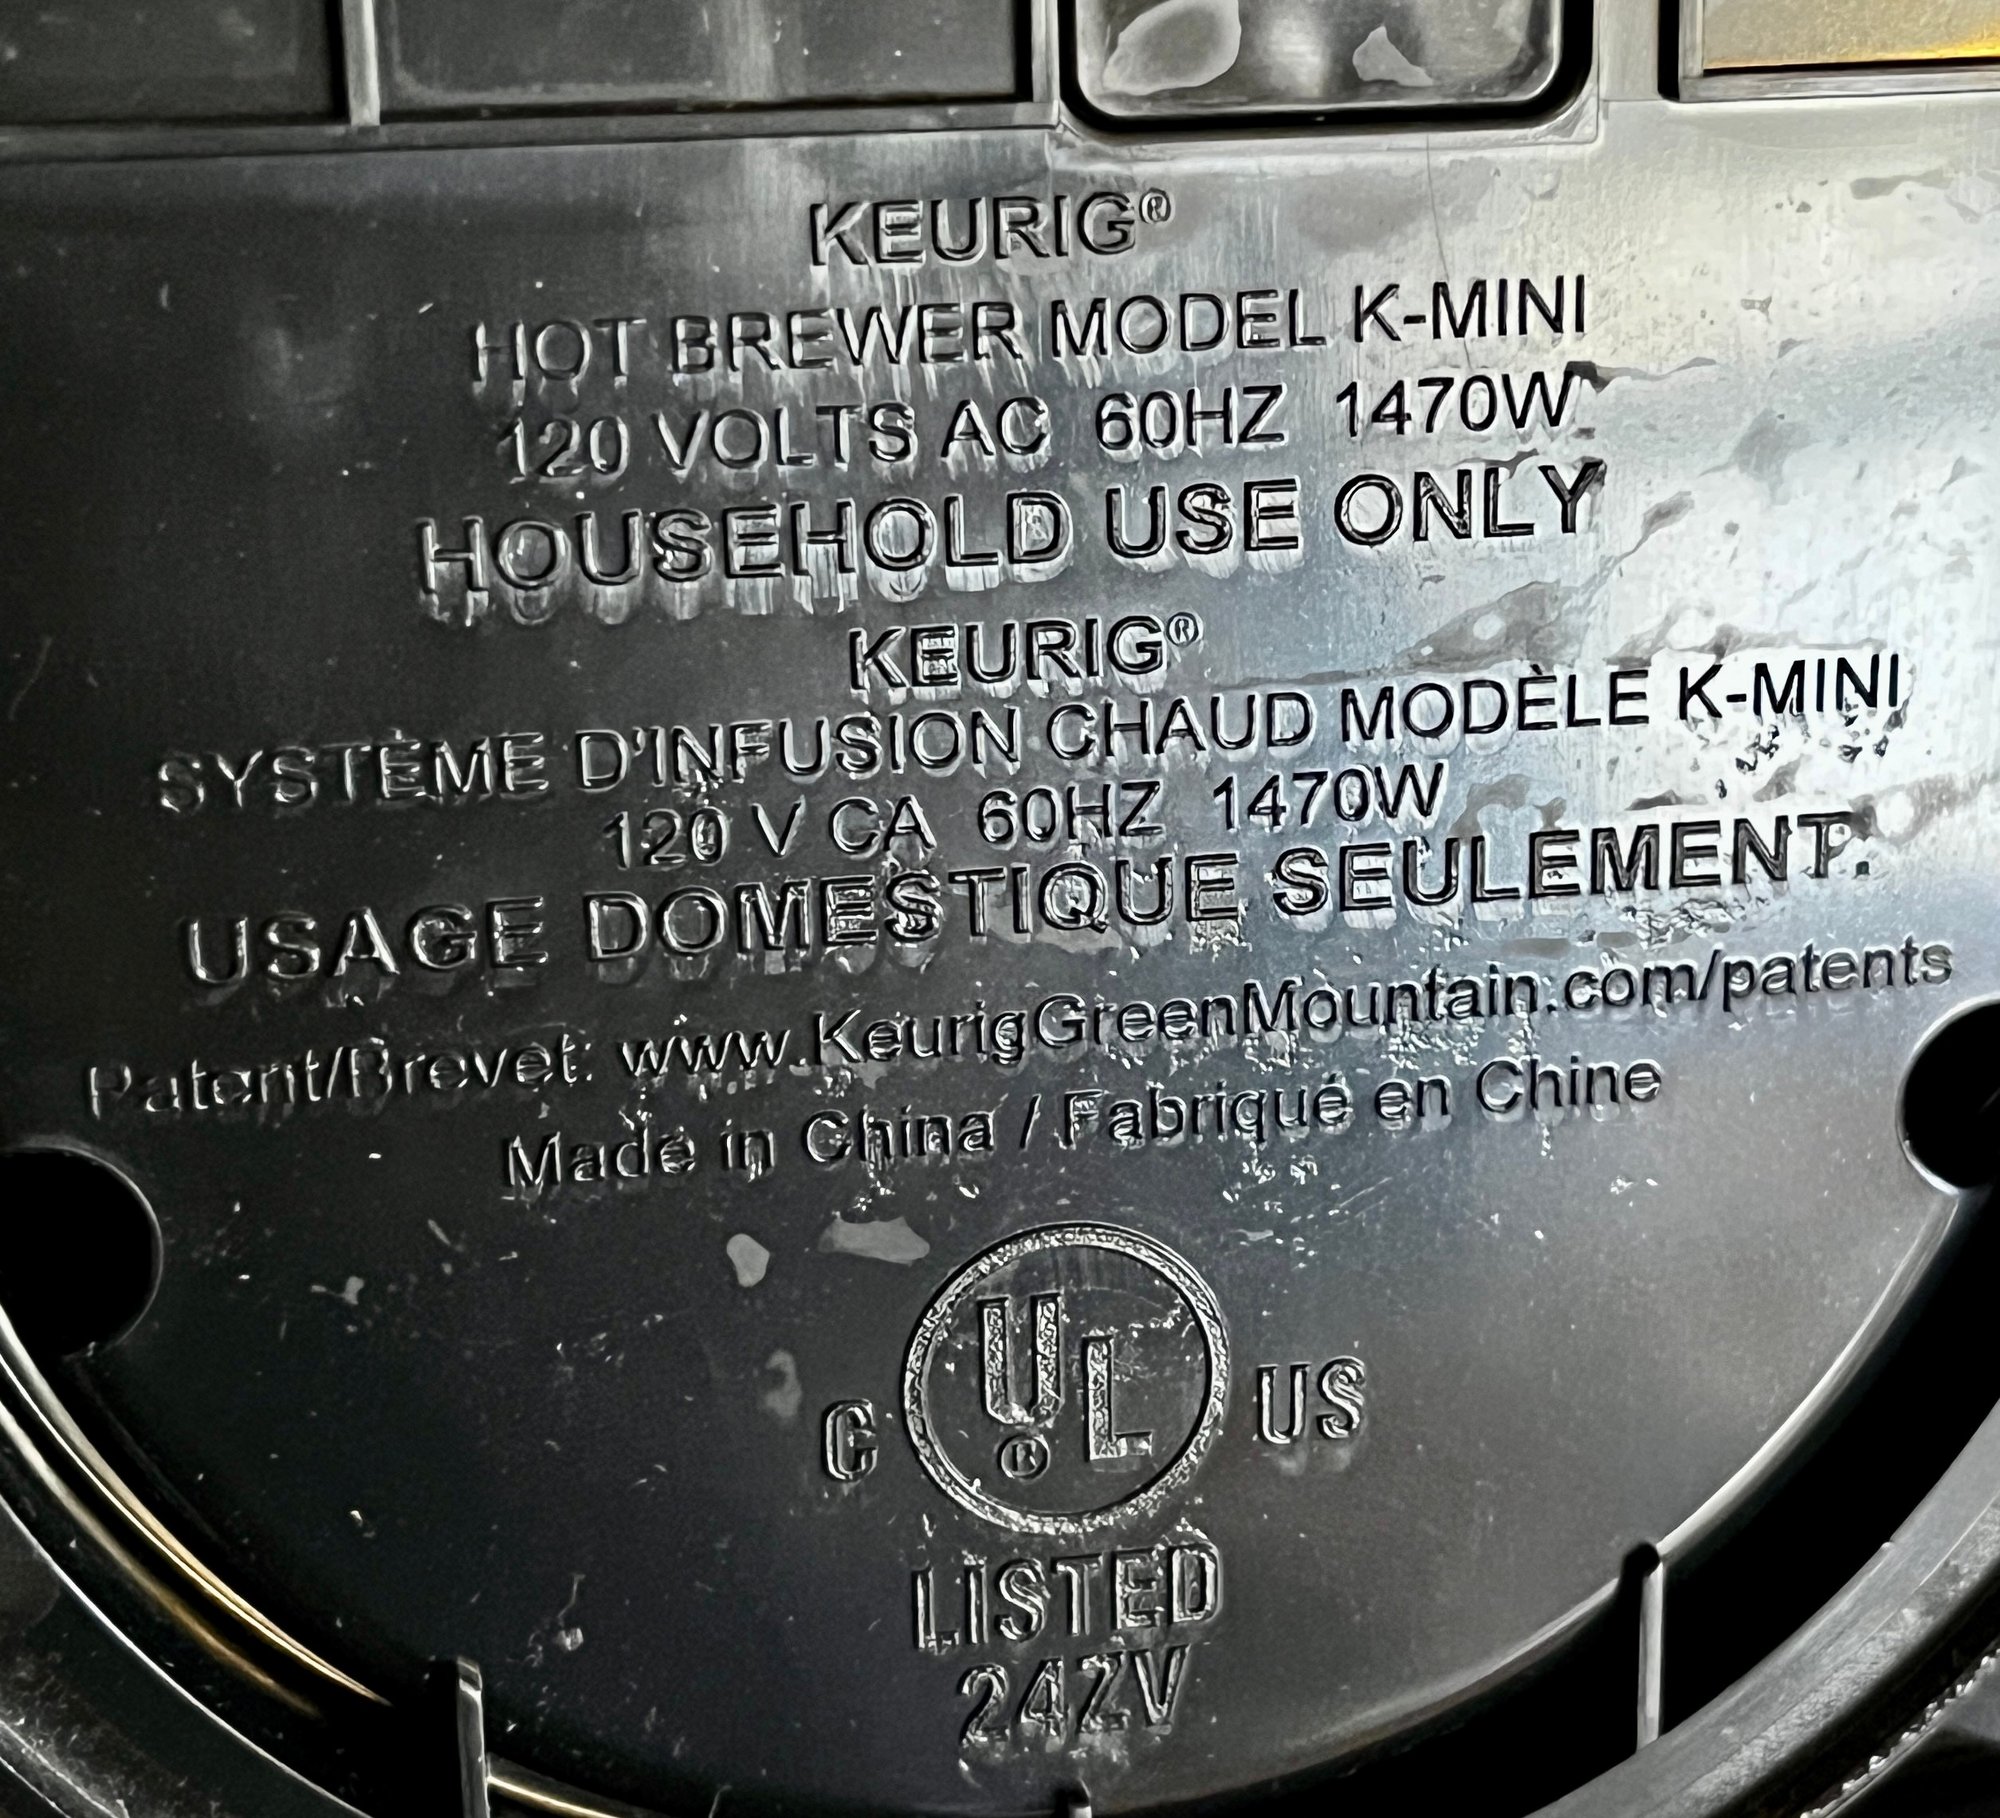 KEURIG®
HOT BREWER MODEL K-MINI
120 VOLTS AC 60HZ 1470W
HOUSEHOLD USE ONLY
KEURIG®
SYSTÈME D'INFUSION CHAUD MODÈLE K-MINI
120 V CA 60HZ 1470W
USAGE DOMESTIQUE SEULEMENT.
Patent/Brevet: www.KeurigGreenMountain.com/patents
Made in China / Fabriqué en Chine
C UL® US
LISTED
24ZV